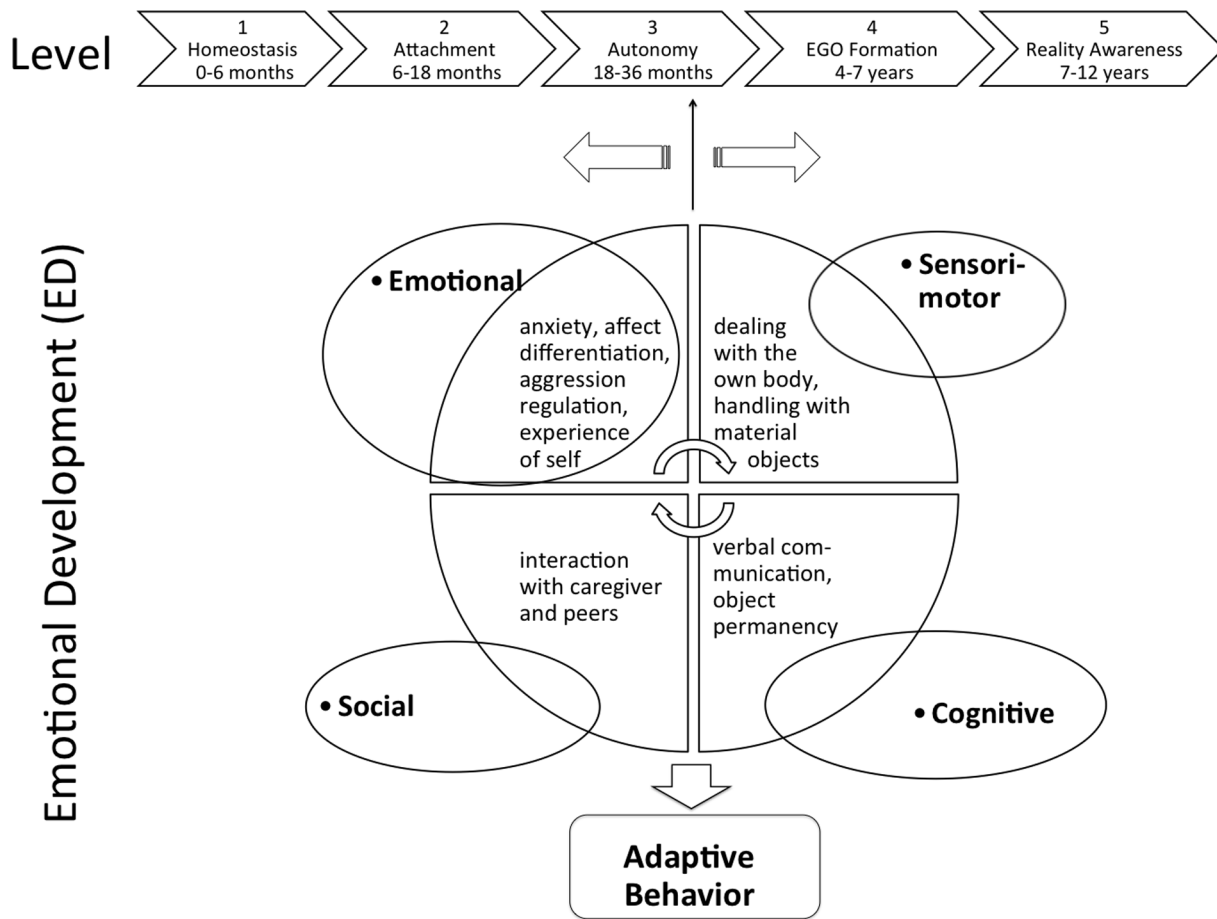 Level
1
Homeostasis
0-6 months
2
Attachment
6-18 months
3
Autonomy
18-36 months
4
EGO Formation
4-7 years
5
Reality Awareness
7-12 years
Emotional Development (ED)
• Emotional
anxiety, affect
differentiation,
aggression
regulation,
experience
of self
• Sensori-
motor
dealing
with the
own body,
handling with
material
objects
interaction
with caregiver
and peers
• Social
verbal com-
munication,
object
permanency
• Cognitive
Adaptive
Behavior